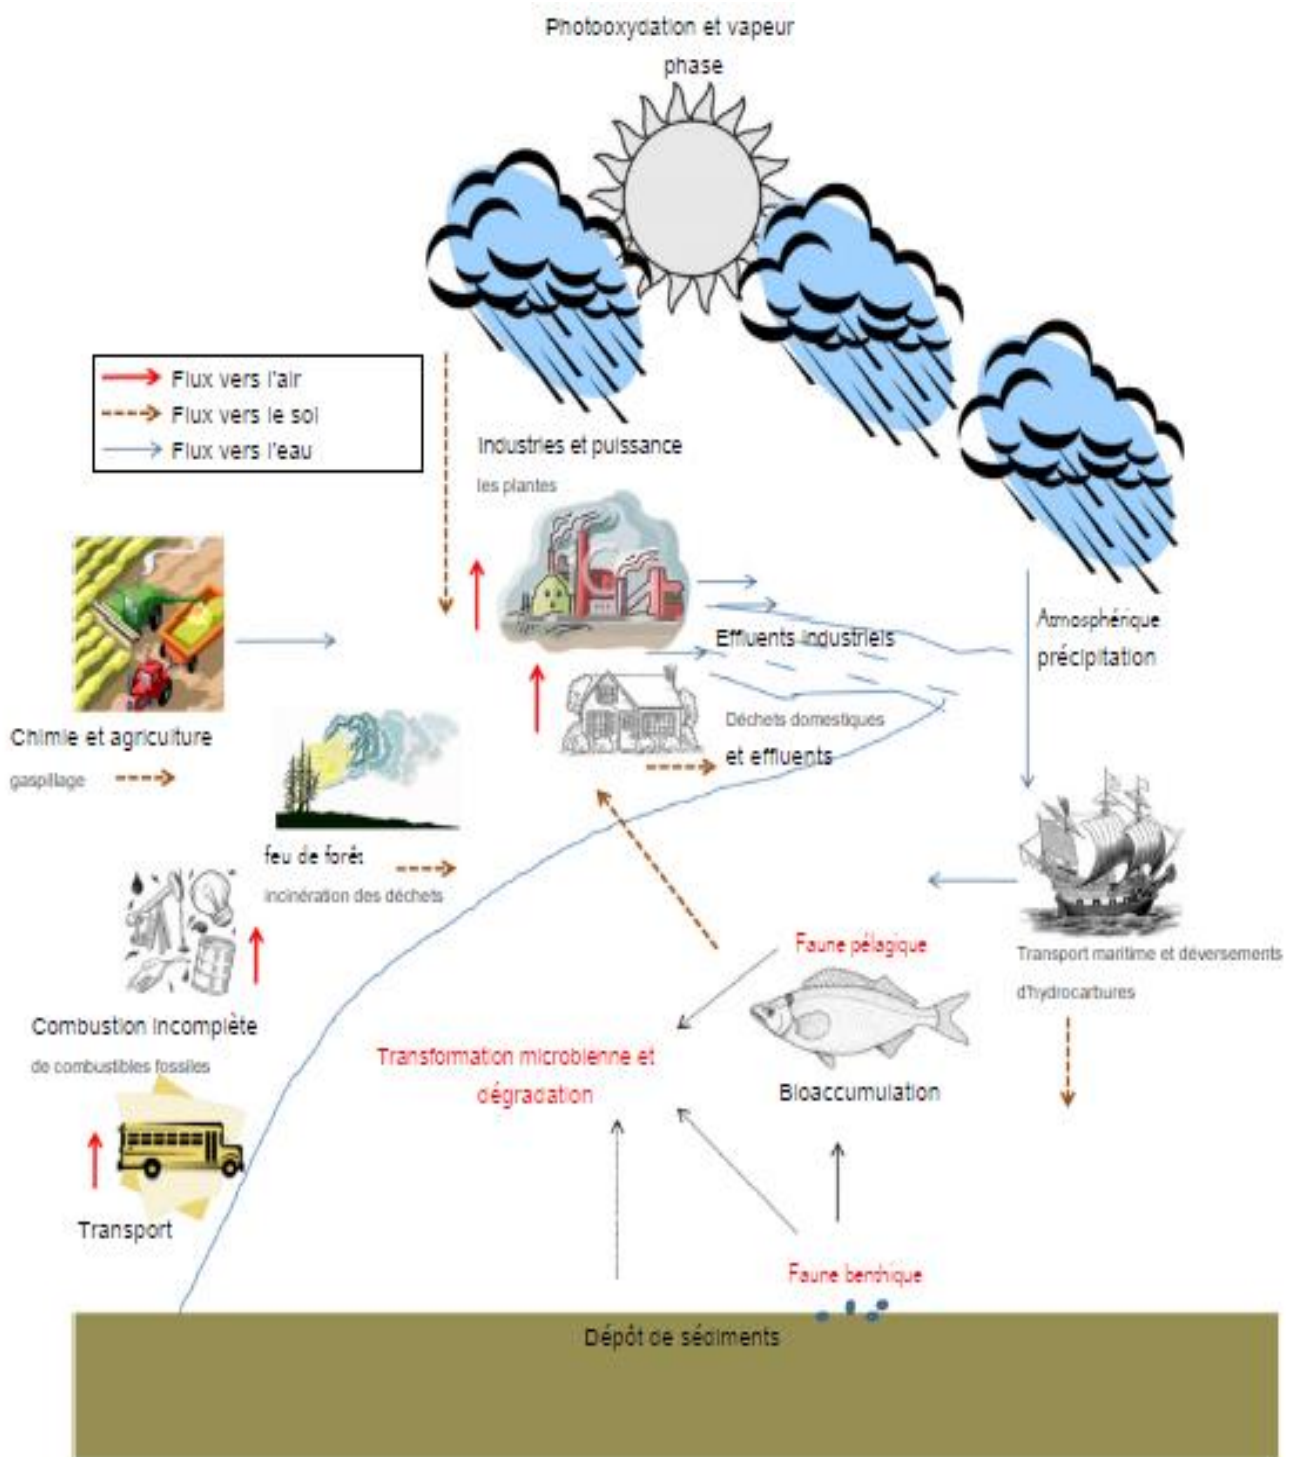 Photooxydation et vapeur
phase
Flux vers l'air
Flux vers le sol
Flux vers l'eau
Industries et puissance
les plantes
Effluents industriels
Atmosphérique
précipitation
Déchets domestiques
et effluents
Chimie et agriculture
gaspillage
feu de forêt
incinération des déchets
Faune pélagique
Transport maritime et déversements
d'hydrocarbures
Combustion incomplète
de combustibles fossiles
Transformation microbienne et
dégradation
Bioaccumulation
Transport
Faune benthique
Dépôt de sédiments